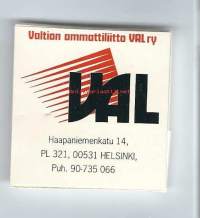 Valtion ammattiliitto VAL ry
VAL
Haapaniemenkatu 14,
PL 321, 00531 HELSINKI,
Puh. 90-735 066